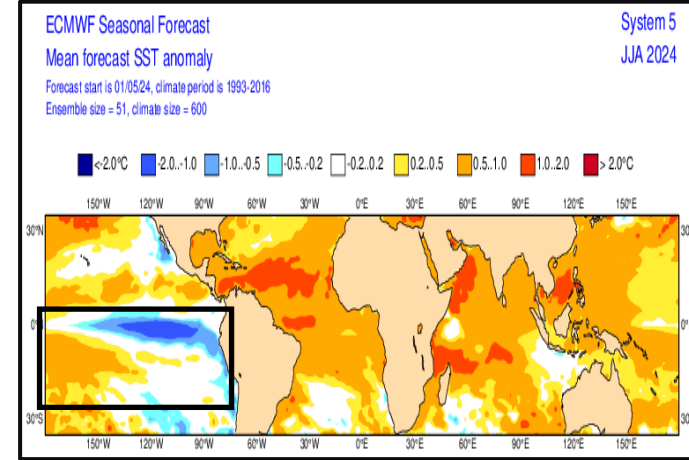 ECMWF Seasonal Forecast
System 5
Mean forecast SST anomaly
JJA 2024
Forecast start is 01/05/24, climate period is 1993-2016
Ensemble size = 51, climate size = 600
<-2.0°C -2.0..-1.0 -1.0..-0.5 -0.5..-0.2 -0.2..0.2 0.2..0.5 0.5..1.0 1.0..2.0 > 2.0°C
150°W 120°W 90°W 60°W 30°W 0°E 30°E 60°E 90°E 120°E 150°E
30°N 30
0°N 0°
30°S 30
150°W 120°W 90°W 60°W 30°W 0°E 30°E 60°E 90°E 120°E 150°E